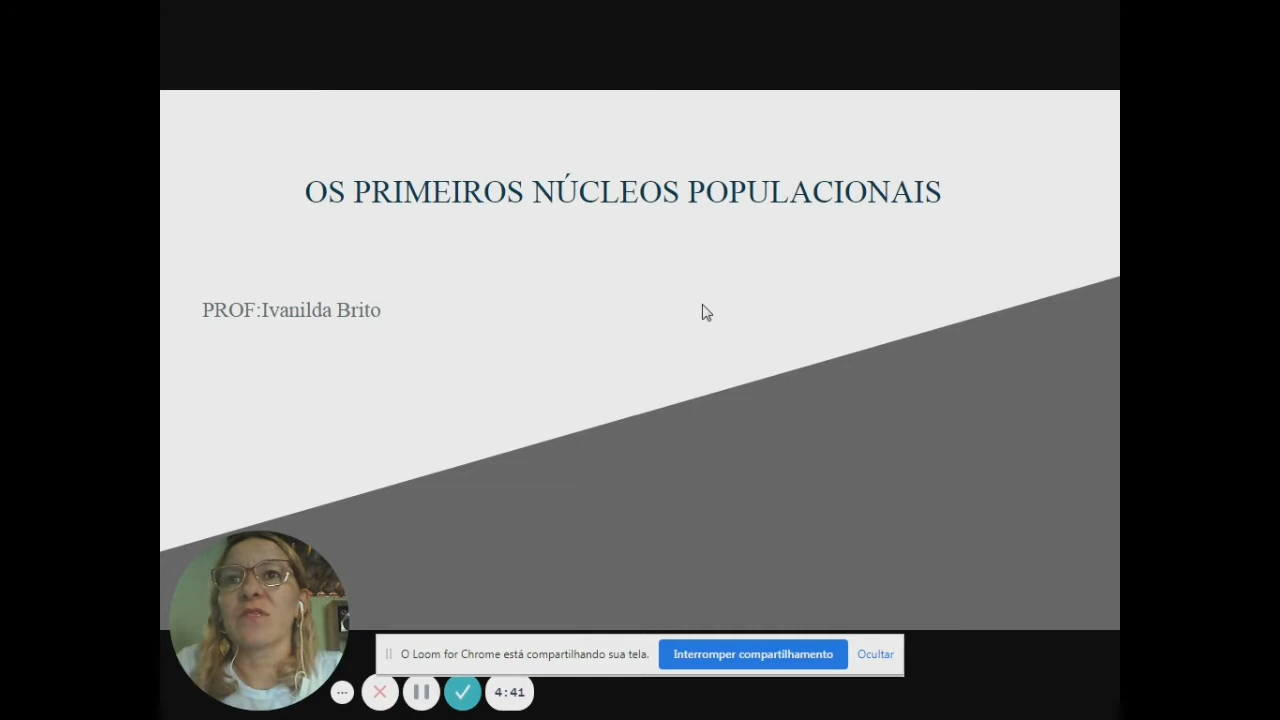 OS PRIMEIROS NÚCLEOS POPULACIONAIS
PROF:Ivanilda Brito
O Loom for Chrome está compartilhando sua tela. Interromper compartilhamento Ocultar
4:41